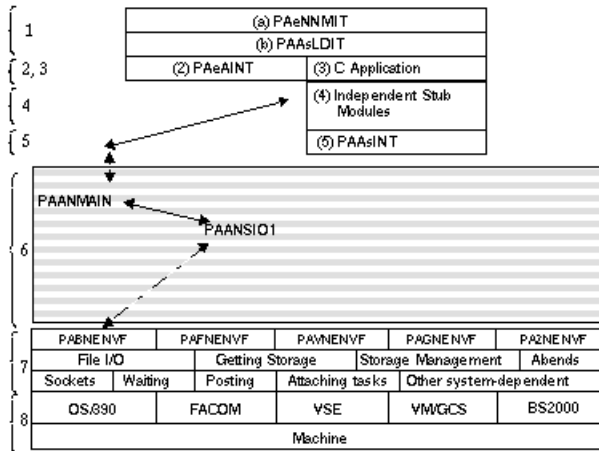 1
(a) PAeNNMIT
(b) PAAsLDIT
2, 3
(2) PAeAINT
(3) C Application
4
(4) Independent Stub
Modules
5
(5) PAAsINT
6
PAANMAIN
PAANSIO1
7
PABNENVF PAFNENVF PAVNENVF PAGNENVF PA2NENVF
File I/O Getting Storage Storage Management Abends
Sockets Waiting Posting Attaching tasks Other system-dependent
8
OS/390 FACOM VSE VM/GCS BS2000
Machine